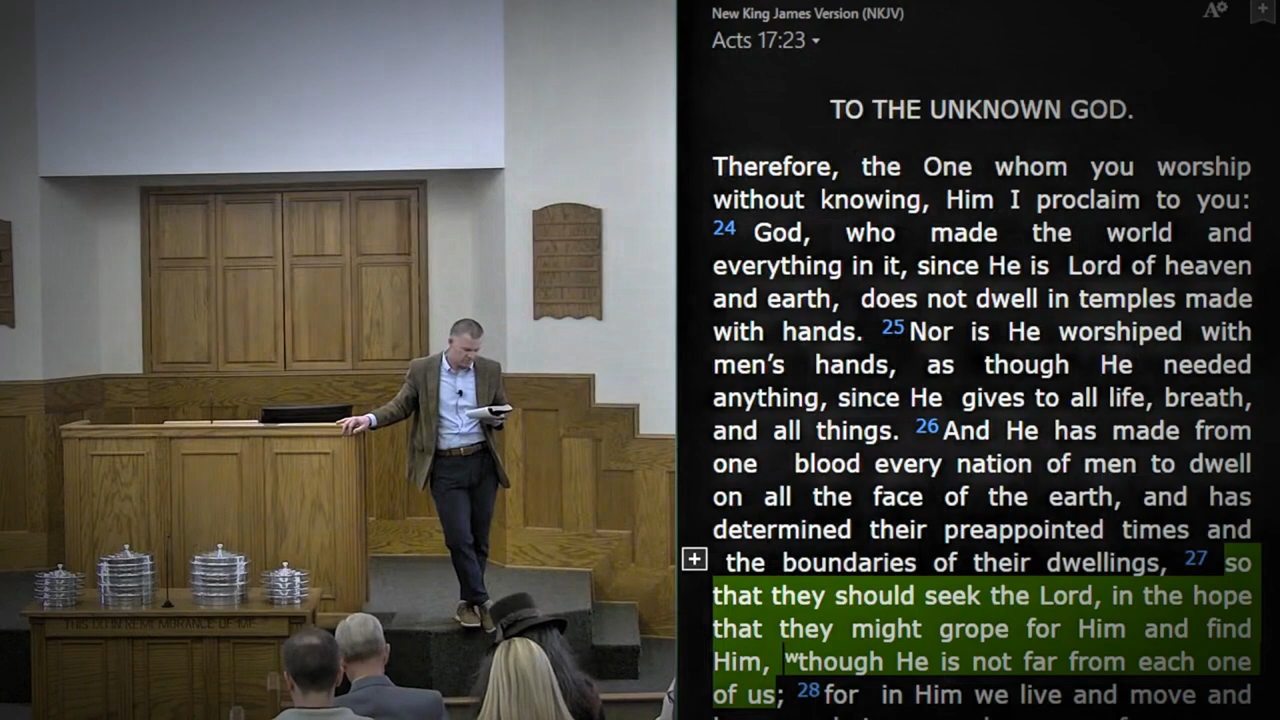 New King James Version (NKJV)
Acts 17:23
TO THE UNKNOWN GOD.
Therefore, the One whom you worship
without knowing, Him I proclaim to you:
24 God, who made the world and
everything in it, since He is Lord of heaven
and earth, does not dwell in temples made
with hands. 25 Nor is He worshiped with
men’s hands, as though He needed
anything, since He gives to all life, breath,
and all things. 26 And He has made from
one blood every nation of men to dwell
on all the face of the earth, and has
determined their preappointed times and
the boundaries of their dwellings, 27 so
that they should seek the Lord, in the hope
that they might grope for Him and find
Him, w though He is not far from each one
of us; 28 for in Him we live and move and
THIS DO IN REMEMBRANCE OF ME